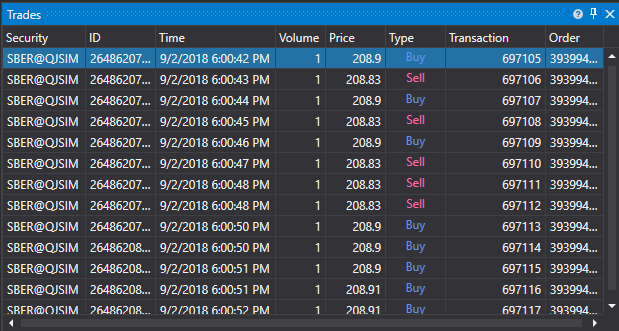 Trades
Security ID Time Volume Price Type Transaction Order
SBER@QJSIM 26486207... 9/2/2018 6:00:42 PM 1 208.9 Buy 697105 393994...
SBER@QJSIM 26486207... 9/2/2018 6:00:43 PM 1 208.83 Sell 697106 393994...
SBER@QJSIM 26486207... 9/2/2018 6:00:44 PM 1 208.9 Buy 697107 393994...
SBER@QJSIM 26486207... 9/2/2018 6:00:45 PM 1 208.83 Sell 697108 393994...
SBER@QJSIM 26486207... 9/2/2018 6:00:46 PM 1 208.9 Buy 697109 393994...
SBER@QJSIM 26486207... 9/2/2018 6:00:47 PM 1 208.83 Sell 697110 393994...
SBER@QJSIM 26486207... 9/2/2018 6:00:48 PM 1 208.83 Sell 697111 393994...
SBER@QJSIM 26486207... 9/2/2018 6:00:48 PM 1 208.83 Sell 697112 393994...
SBER@QJSIM 26486207... 9/2/2018 6:00:50 PM 1 208.9 Buy 697113 393994...
SBER@QJSIM 26486208... 9/2/2018 6:00:50 PM 1 208.9 Buy 697114 393994...
SBER@QJSIM 26486208... 9/2/2018 6:00:51 PM 1 208.9 Buy 697115 393994...
SBER@QJSIM 26486208... 9/2/2018 6:00:51 PM 1 208.91 Buy 697116 393994...
SBER@QJSIM 26486208... 9/2/2018 6:00:52 PM 1 208.91 Buy 697117 393994...